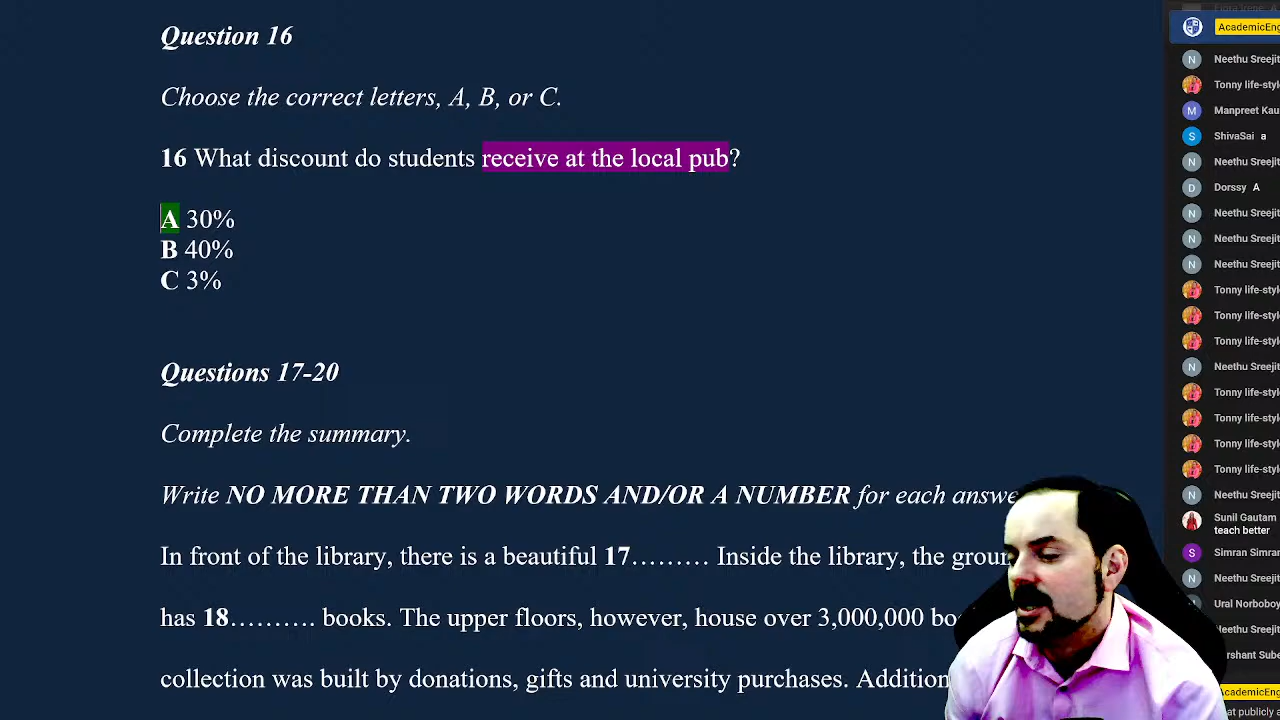 Question 16
Choose the correct letters, A, B, or C.
16 What discount do students receive at the local pub?
A 30%
B 40%
C 3%
Questions 17-20
Complete the summary.
Write NO MORE THAN TWO WORDS AND/OR A NUMBER for each
In front of the library, there is a beautiful 17……… Inside the library, the
has 18………. books. The upper floors, however, house over 3,000,000
collection was built by donations, gifts and university purchases.
AcademicEng
N Neethu Sreejit
Tonny life-styl
M Manpreet Kau
S ShivaSai a
N Neethu Sreejit
D Dorssy A
N Neethu Sreejit
N Neethu Sreejit
N Neethu Sreejit
Tonny life-styl
Tonny life-styl
Tonny life-styl
N Neethu Sreejit
Tonny life-styl
Tonny life-styl
Tonny life-styl
Tonny life-styl
N Neethu Sreejit
Sunil Gautam
teach better
S Simran Simran
N Neethu Sreejit
Ural Norboboy
Neethu Sreejit
AcademicEng
publicly